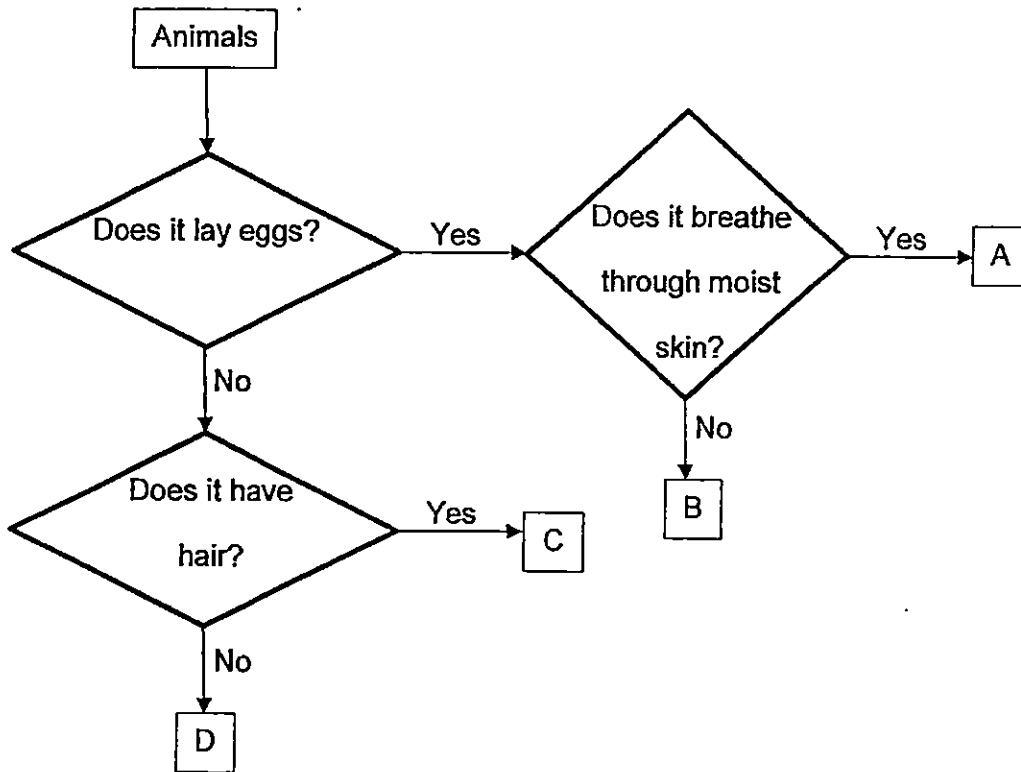 Animals
Does it lay eggs?
Yes
Does it breathe
through moist
skin?
Yes
A
No
B
No
Does it have
hair?
Yes
C
No
D